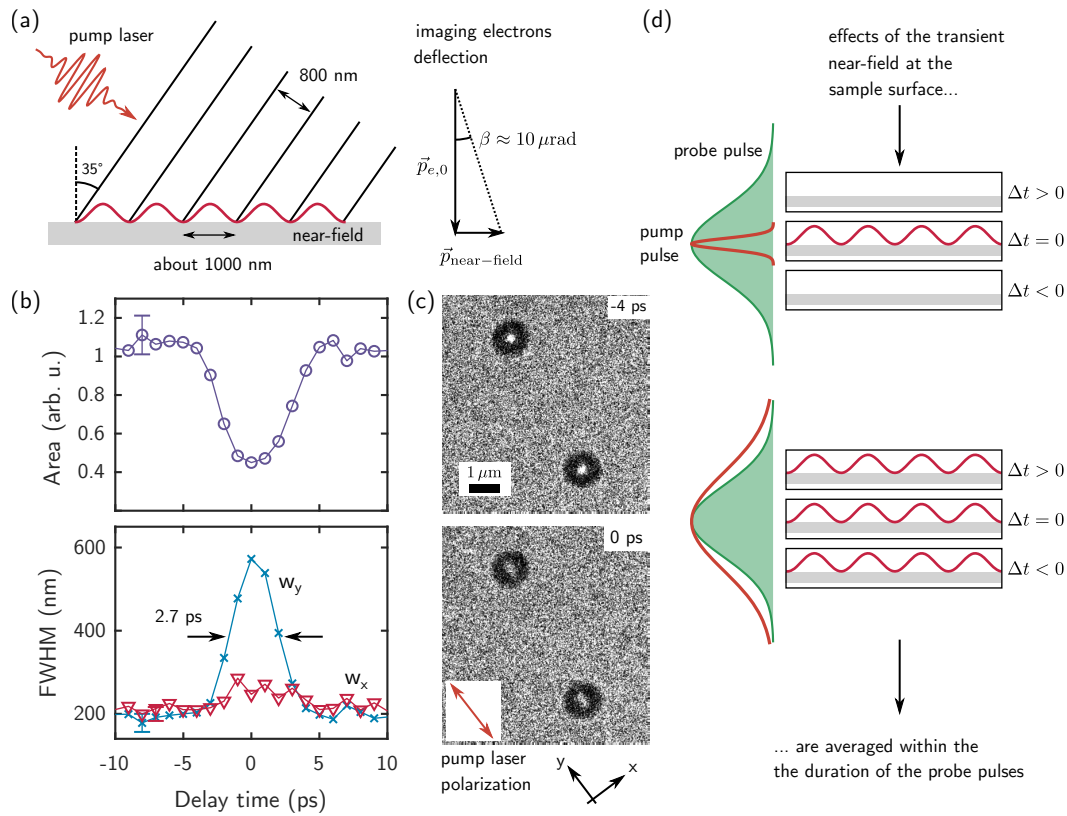 (a)
pump laser
800 nm
35°
near-field
about 1000 nm
imaging electrons
deflection
β ≈ 10 μrad
p⃗e,0
p⃗near−field
(b)
Area (arb. u.)
1.2
1
0.8
0.6
0.4
FWHM (nm)
600
400
200
2.7 ps
wy
wx
-10
-5
0
5
10
Delay time (ps)
(c)
-4 ps
1 μm
0 ps
pump laser
polarization
y
x
(d)
effects of the transient
near-field at the
sample surface...
probe pulse
pump
pulse
Δt > 0
Δt = 0
Δt < 0
Δt > 0
Δt = 0
Δt < 0
... are averaged within the
the duration of the probe pulses